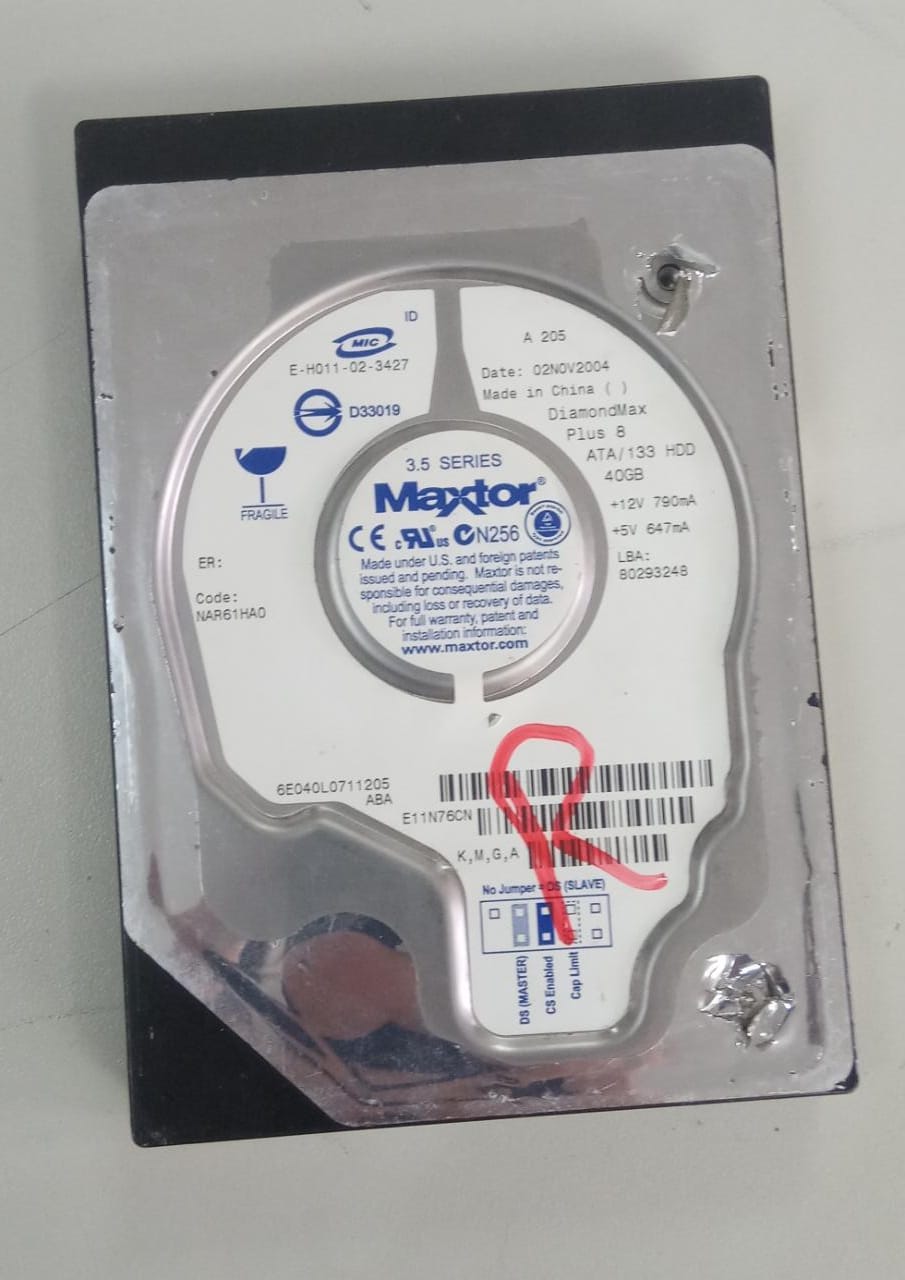 ID
MIC
E-H011-02-3427
D33019
FRAGILE
ER:
Code:
NAR61HA0
A 205
Date: 02NOV2004
Made in China ( )
DiamondMax
Plus 8
ATA/133 HDD
40GB
+12V 790mA
+5V 647mA
LBA:
80293248
3.5 SERIES
Maxtor®
CE c RU® us N256
Made under U.S. and foreign patents
issued and pending. Maxtor is not re-
sponsible for consequential damages,
including loss or recovery of data.
For full warranty, patent and
installation information:
www.maxtor.com
6E040L0711205
ABA
E11N76CN
K,M,G,A
R
No Jumper = DS (SLAVE)
DS (MASTER)
CS Enabled
Cap Limit